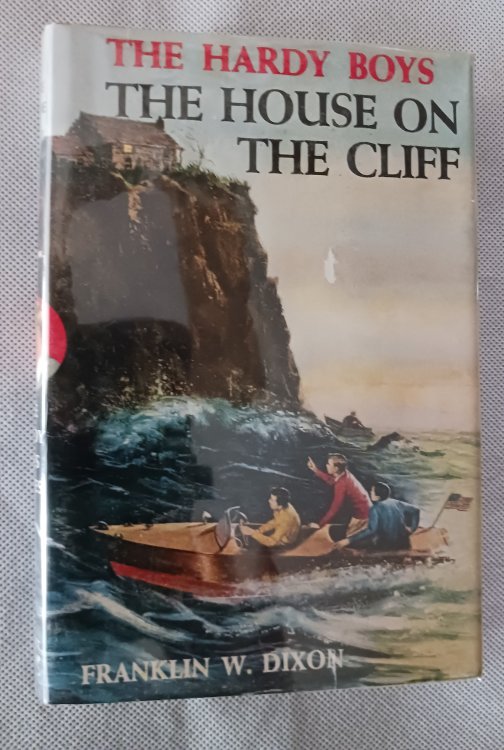 THE HARDY BOYS
THE HOUSE ON
THE CLIFF
FRANKLIN W. DIXON